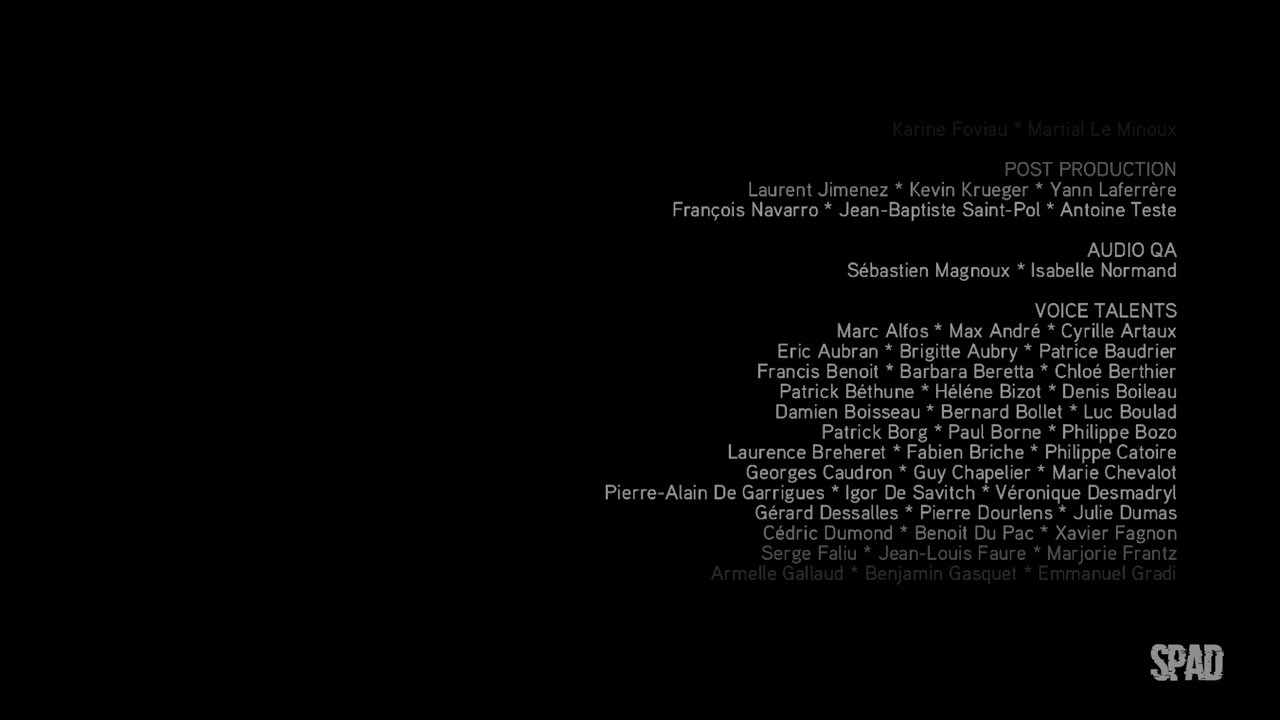 Karine Foviau * Martial Le Minoux
POST PRODUCTION
Laurent Jimenez * Kevin Krueger * Yann Laferrère
François Navarro * Jean-Baptiste Saint-Pol * Antoine Teste
AUDIO QA
Sébastien Magnoux * Isabelle Normand
VOICE TALENTS
Marc Alfos * Max André * Cyrille Artaux
Eric Aubran * Brigitte Aubry * Patrice Baudrier
Francis Benoit * Barbara Beretta * Chloé Berthier
Patrick Béthune * Héléne Bizot * Denis Boileau
Damien Boisseau * Bernard Bollet * Luc Boulad
Patrick Borg * Paul Borne * Philippe Bozo
Laurence Breheret * Fabien Briche * Philippe Catoire
Georges Caudron * Guy Chapelier * Marie Chevalot
Pierre-Alain De Garrigues * Igor De Savitch * Véronique Desmadryl
Gérard Dessalles * Pierre Dourlens * Julie Dumas
Cédric Dumond * Benoit Du Pac * Xavier Fagnon
Serge Faliu * Jean-Louis Faure * Marjorie Frantz
Armelle Gallaud * Benjamin Gasquet * Emmanuel Gradi
SPAD